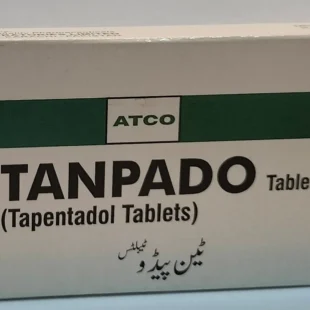 ATCO
TANPADO Table
(Tapentadol Tablets)
ٹین پیڈو ٹیبلٹس